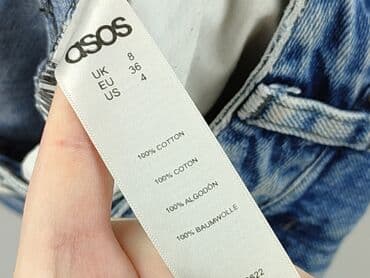 asos
UK 8
EU 36
US 4
100% COTTON
100% COTON
100% ALGODÓN
100% BAUMWOLLE